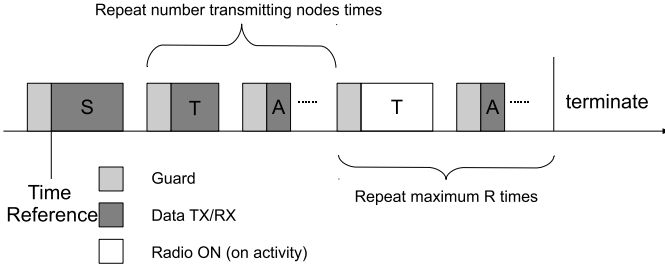 Repeat number transmitting nodes times
S
T
A
.....
T
A
.....
terminate
Time
Reference
Guard
Data TX/RX
Radio ON (on activity)
Repeat maximum R times